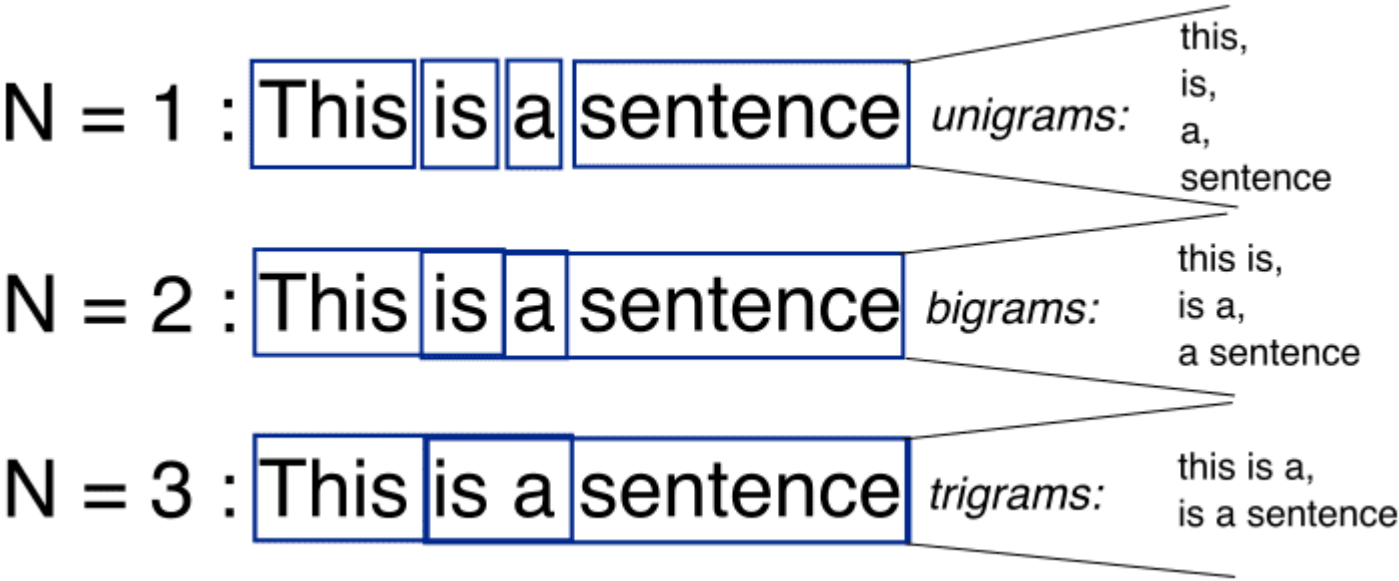 N = 1 : This is a sentence unigrams:
this,
is,
a,
sentence
N = 2 : This is a sentence bigrams:
this is,
is a,
a sentence
N = 3 : This is a sentence trigrams:
this is a,
is a sentence